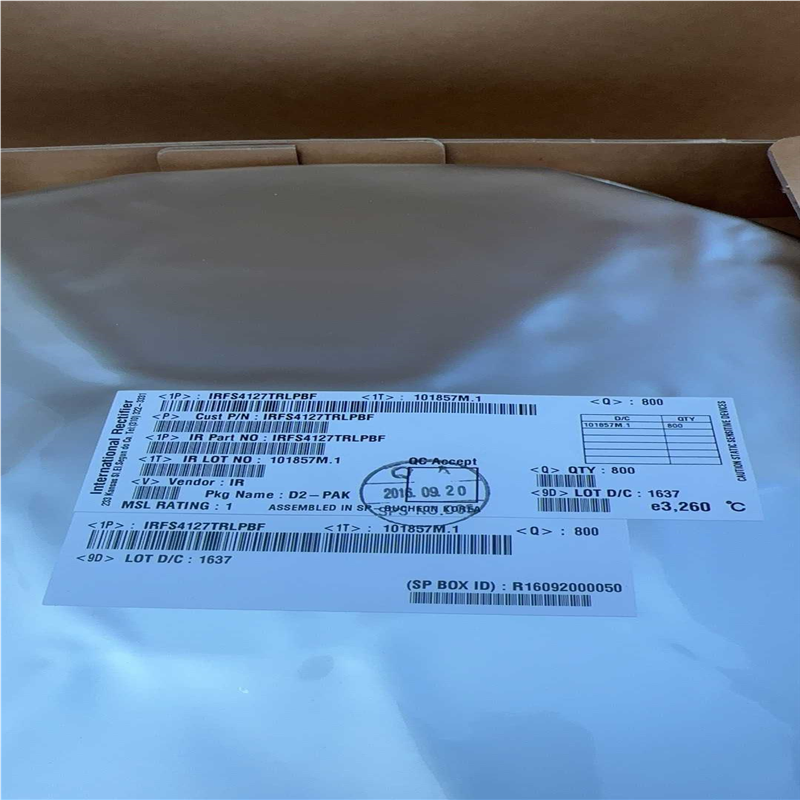 International Rectifier
<1P> : IRFS4127TRLPBF <1T> : 101857M.1 <Q> : 800
<P> Cust P/N : IRFS4127TRLPBF
<1P> IR Part NO : IRFS4127TRLPBF
<1T> IR LOT NO : 101857M.1
<V> Vendor : IR
Pkg Name : D2-PAK
MSL RATING : 1 ASSEMBLED IN KOREA
QC Accept
2016. 09. 20
D/C QTY
101857M.1 800
<Q> QTY : 800
<9D> LOT D/C : 1637
e3,260 °C
CAUTION STATIC SENSITIVE DEVICES
<1P> : IRFS4127TRLPBF <1T> : 101857M.1 <Q> : 800
<9D> LOT D/C : 1637
(SP BOX ID) : R16092000050